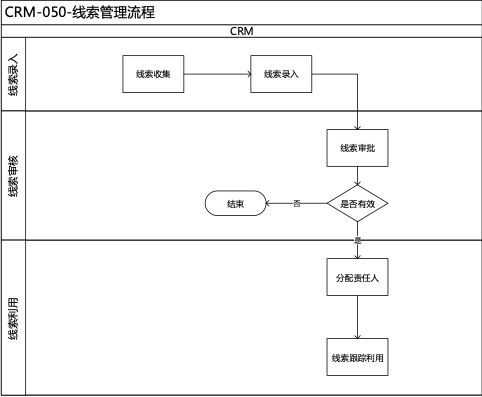 CRM-050-线索管理流程
CRM
线索录入
线索收集
线索录入
线索审核
线索审批
是否有效
否
结束
是
线索利用
分配责任人
线索跟踪利用